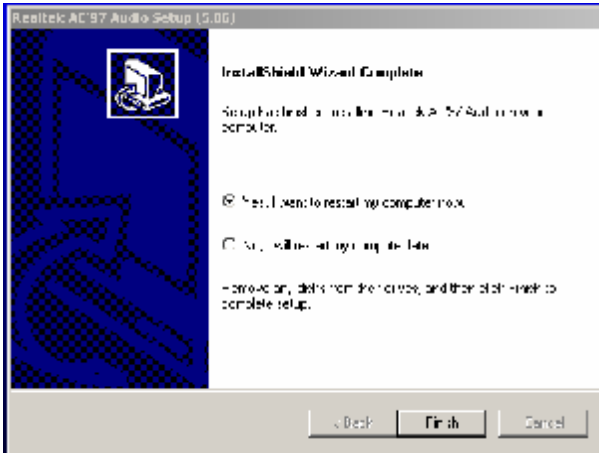 Realtek AC'97 Audio Setup (5.06)
InstallShield Wizard Complete
Setup has finished installing Realtek AC'97 Audio on your
computer.
Yes, I want to restart my computer now.
No, I will restart my computer later.
Remove any disks from their drives, and then click Finish to
complete setup.
< Back
Finish
Cancel